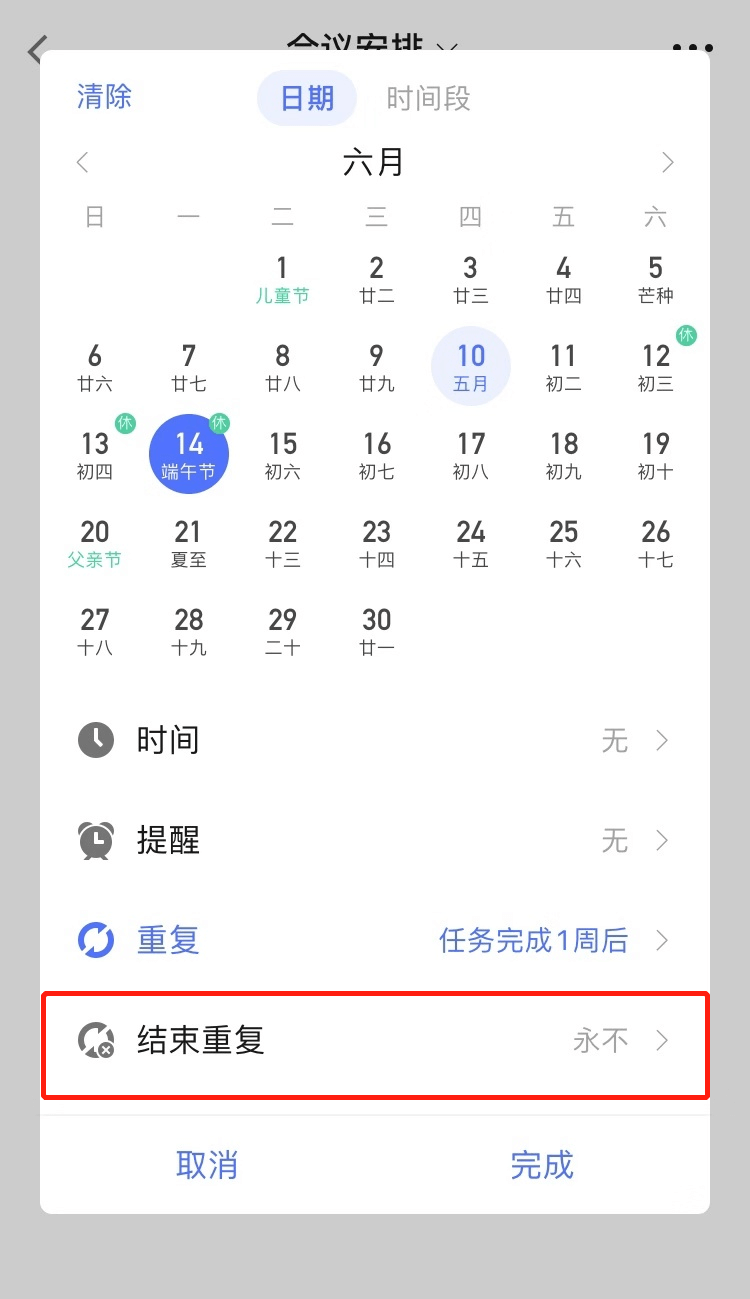 会议安排
清除 日期 时间段
六月
日 一 二 三 四 五 六
1 2 3 4 5
儿童节 廿二 廿三 廿四 芒种
休
6 7 8 9 10 11 12
廿六 廿七 廿八 廿九 五月 初二 初三
休 休
13 14 15 16 17 18 19
初四 端午节 初六 初七 初八 初九 初十
20 21 22 23 24 25 26
父亲节 夏至 十三 十四 十五 十六 十七
27 28 29 30
十八 十九 二十 廿一
时间 无
提醒 无
重复 任务完成1周后
结束重复 永不
取消 完成